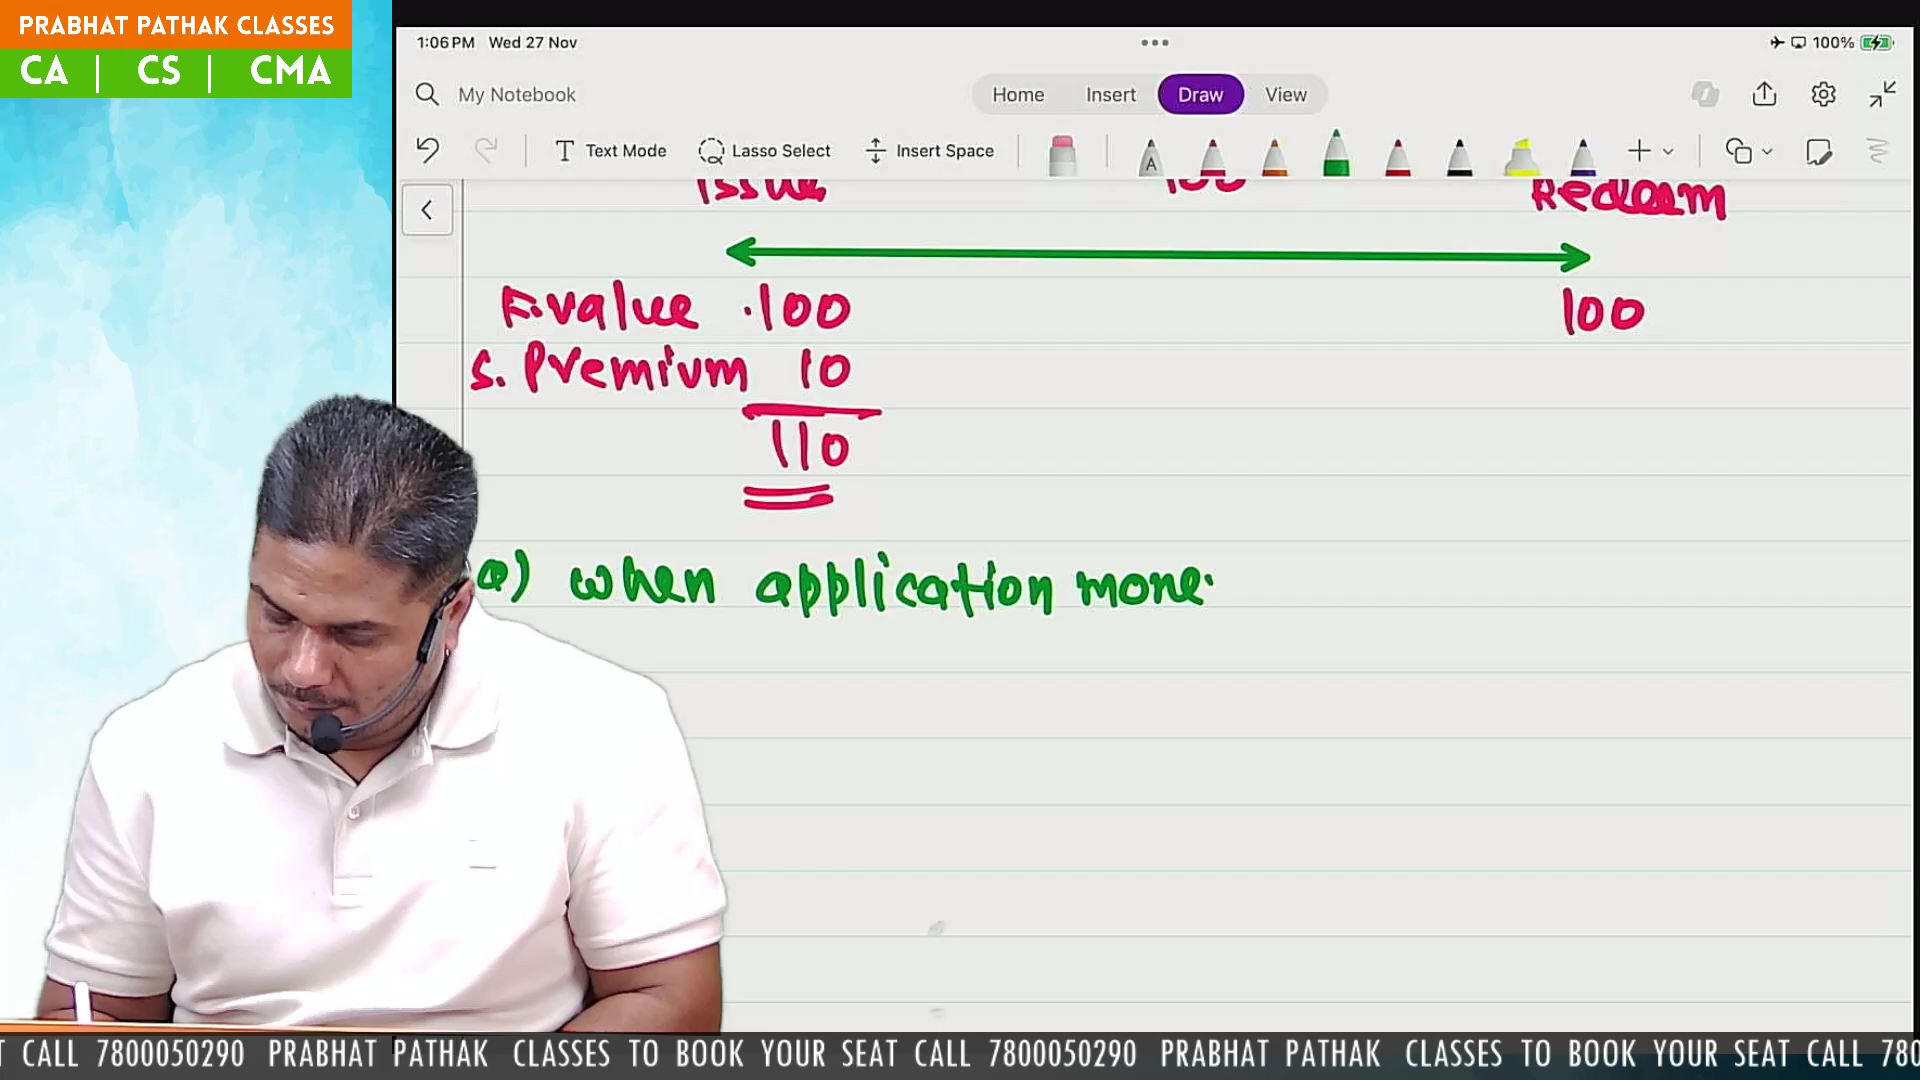 PRABHAT PATHAK CLASSES
CA | CS | CMA
1:06 PM Wed 27 Nov
100%
My Notebook
Home Insert Draw View
Text Mode Lasso Select Insert Space
A
Issue 100 Redeem
F.value 100 100
S. Premium 10
110
a) when application mone
T CALL 7800050290 PRABHAT PATHAK CLASSES TO BOOK YOUR SEAT CALL 7800050290 PRABHAT PATHAK CLASSES TO BOOK YOUR SEAT CALL 780